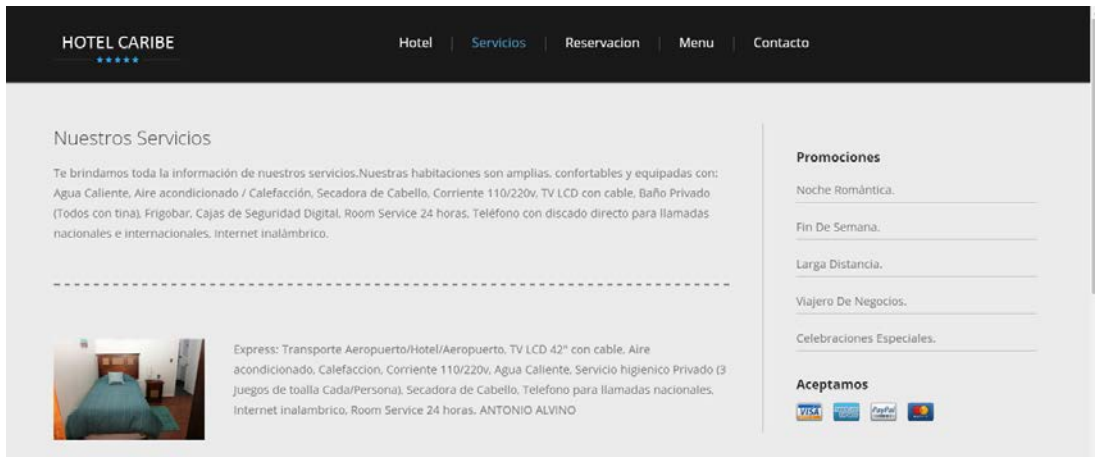 HOTEL CARIBE
Hotel | Servicios | Reservacion | Menu | Contacto
Nuestros Servicios
Te brindamos toda la información de nuestros servicios.Nuestras habitaciones son amplias, confortables y equipadas con:
Agua Caliente, Aire acondicionado / Calefacción, Secadora de Cabello, Corriente 110/220v, TV LCD con cable, Baño Privado
(Todos con tina), Frigobar, Cajas de Seguridad Digital, Room Service 24 horas, Teléfono con discado directo para llamadas
nacionales e internacionales, Internet inalámbrico.
Express: Transporte Aeropuerto/Hotel/Aeropuerto, TV LCD 42" con cable, Aire
acondicionado, Calefaccion, Corriente 110/220v, Agua Caliente, Servicio higienico Privado (3
Juegos de toalla Cada/Persona), Secadora de Cabello, Telefono para llamadas nacionales,
Internet inalambrico, Room Service 24 horas. ANTONIO ALVINO
Promociones
Noche Romántica.
Fin De Semana.
Larga Distancia.
Viajero De Negocios.
Celebraciones Especiales.
Aceptamos
VISA
PayPal